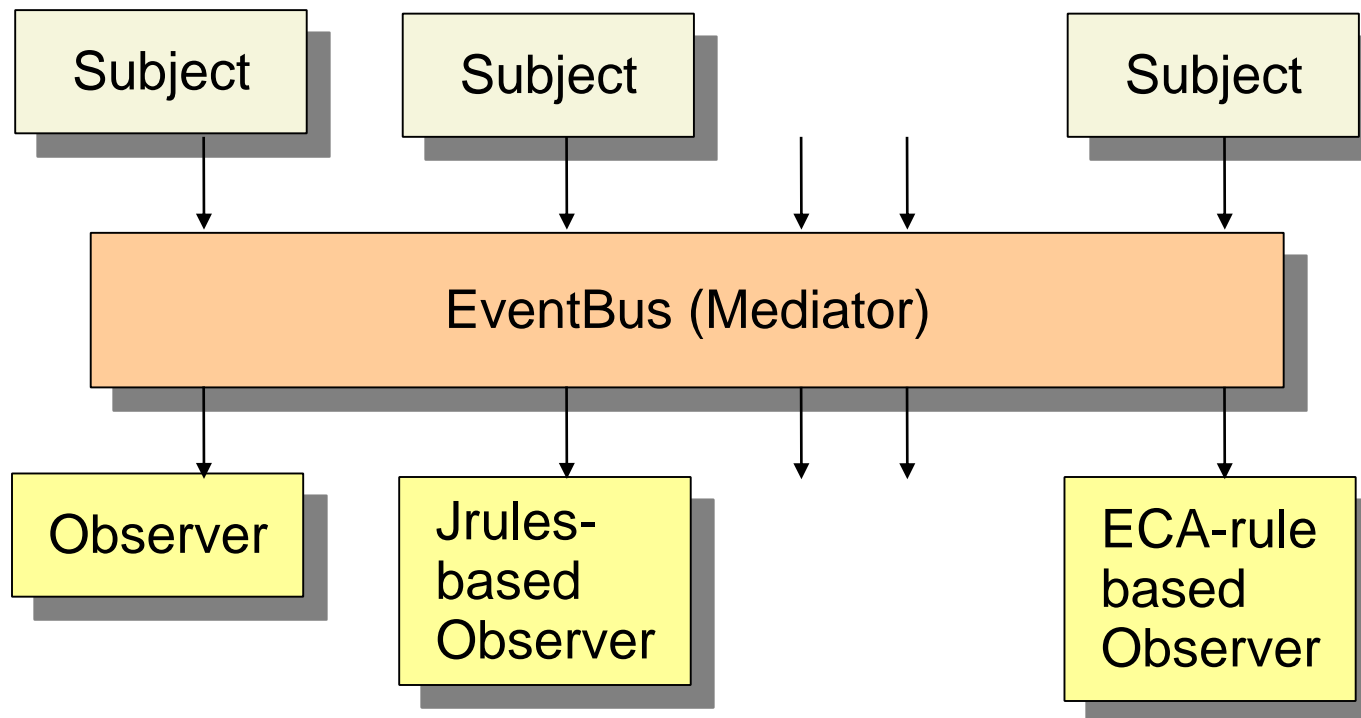 Subject
Subject
Subject
EventBus (Mediator)
Observer
Jrules-
based
Observer
ECA-rule
based
Observer